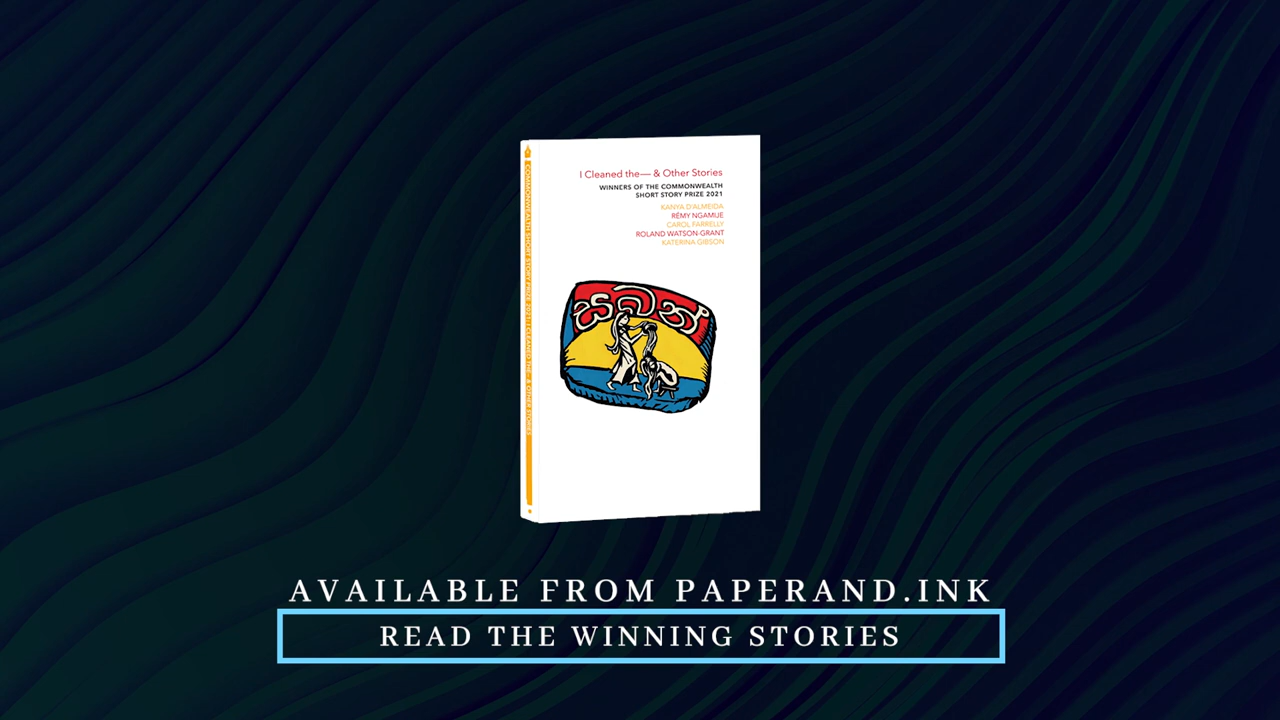 I Cleaned the— & Other Stories
WINNERS OF THE COMMONWEALTH
SHORT STORY PRIZE 2021
KANYA D'ALMEIDA
RÉMY NGAMIJE
CAROL FARRELLY
ROLAND WATSON-GRANT
KATERINA GIBSON
සබන්
AVAILABLE FROM PAPERAND.INK
READ THE WINNING STORIES